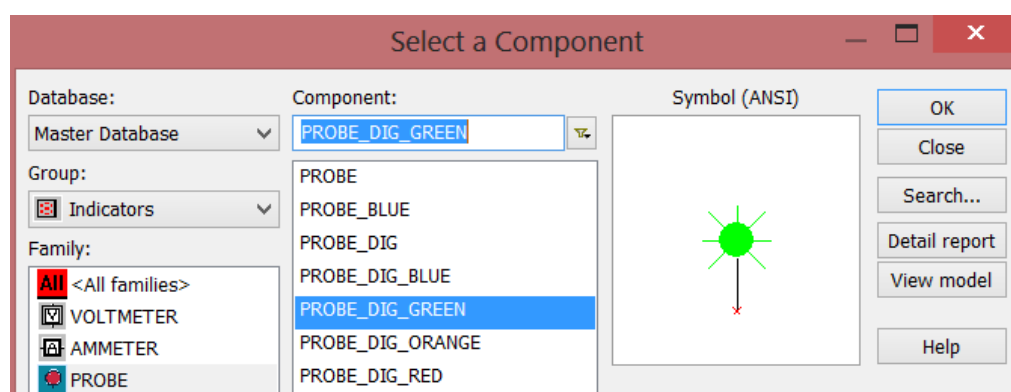 Select a Component
Database:
Master Database
Group:
Indicators
Family:
All <All families>
V VOLTMETER
A AMMETER
PROBE
Component:
PROBE_DIG_GREEN
PROBE
PROBE_BLUE
PROBE_DIG
PROBE_DIG_BLUE
PROBE_DIG_GREEN
PROBE_DIG_ORANGE
PROBE_DIG_RED
Symbol (ANSI)
OK
Close
Search...
Detail report
View model
Help